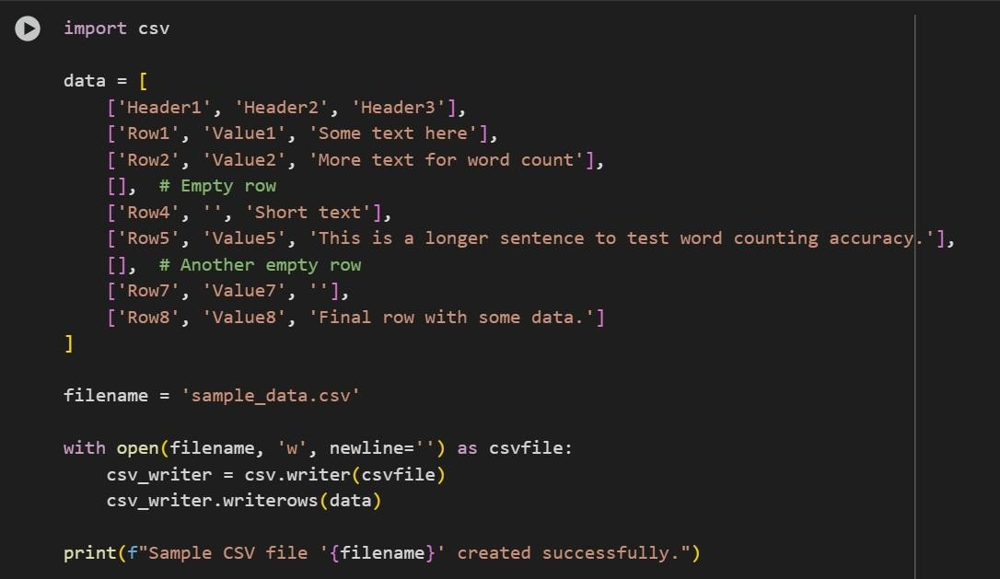 import csv
data = [
['Header1', 'Header2', 'Header3'],
['Row1', 'Value1', 'Some text here'],
['Row2', 'Value2', 'More text for word count'],
[],  # Empty row
['Row4', '', 'Short text'],
['Row5', 'Value5', 'This is a longer sentence to test word counting accuracy.'],
[],  # Another empty row
['Row7', 'Value7', ''],
['Row8', 'Value8', 'Final row with some data.']
]
filename = 'sample_data.csv'
with open(filename, 'w', newline='') as csvfile:
csv_writer = csv.writer(csvfile)
csv_writer.writerows(data)
print(f"Sample CSV file '{filename}' created successfully.")